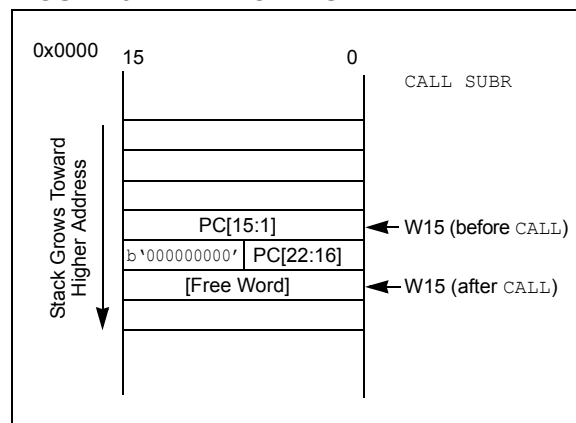 0x0000 15 0
CALL SUBR
Stack Grows Toward
Higher Address
PC[15:1] W15 (before CALL)
b‘000000000’ PC[22:16]
[Free Word] W15 (after CALL)